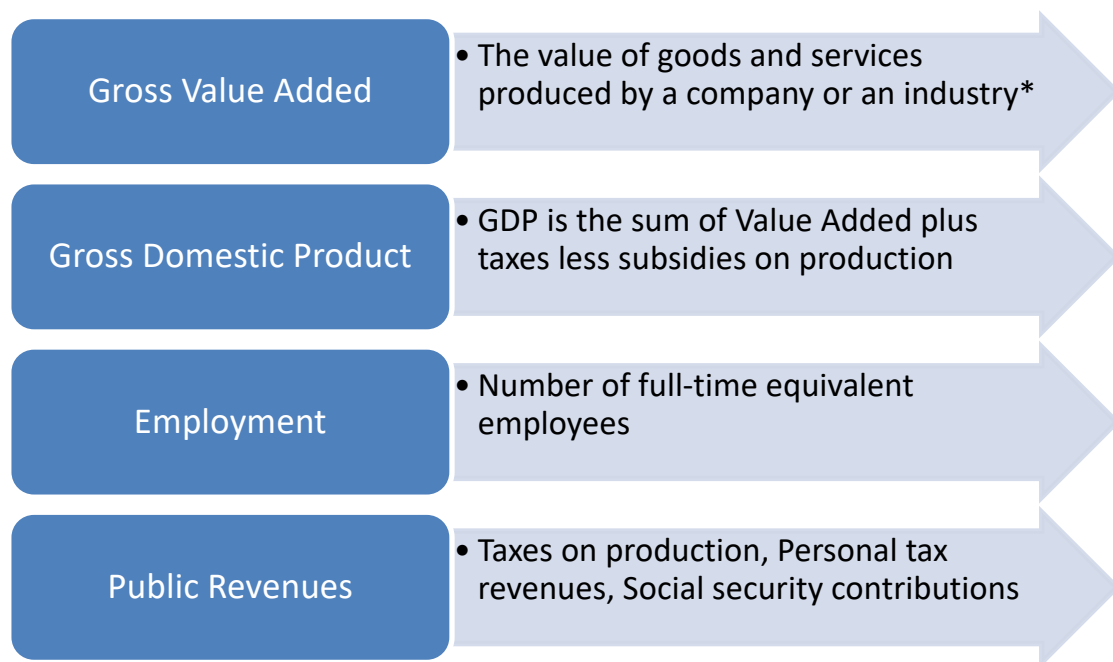 Gross Value Added
• The value of goods and services
produced by a company or an industry*
Gross Domestic Product
• GDP is the sum of Value Added plus
taxes less subsidies on production
Employment
• Number of full-time equivalent
employees
Public Revenues
• Taxes on production, Personal tax
revenues, Social security contributions